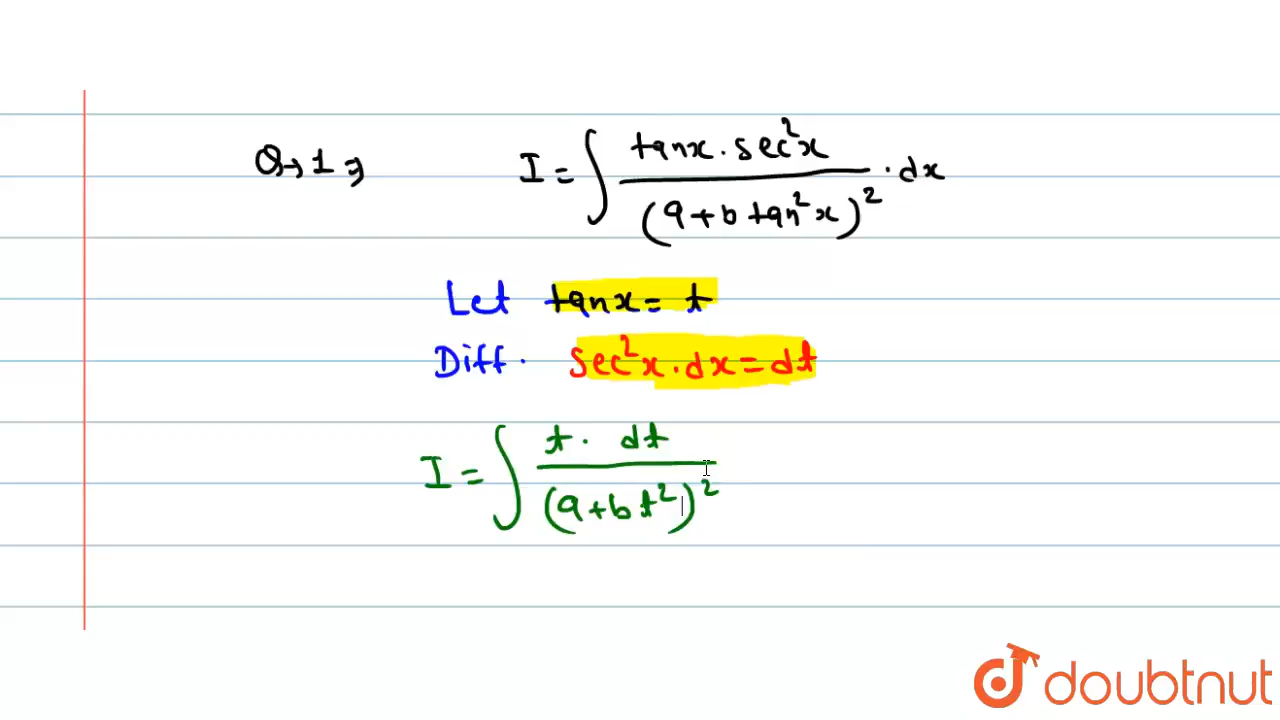 Q→ 1 ⇒ I = ∫ tanx · sec²x / (a + b tan²x)² · dx
Let tanx = t
Diff. sec²x · dx = dt
I = ∫ t · dt / (a + bt²)²
doubtnut